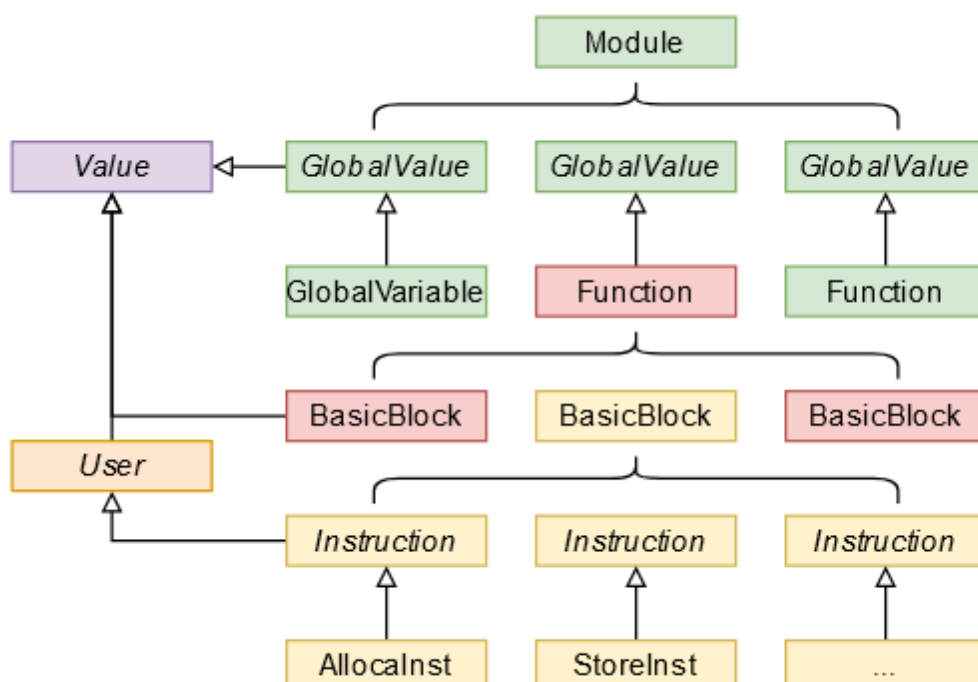 Module
Value
GlobalValue
GlobalValue
GlobalValue
GlobalVariable
Function
Function
BasicBlock
BasicBlock
BasicBlock
User
Instruction
Instruction
Instruction
AllocaInst
StoreInst
...